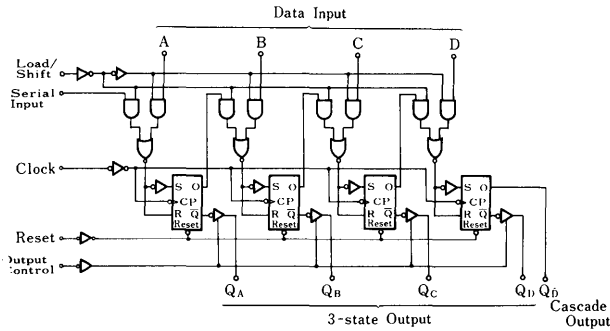 Data Input
A B C D
Load/
Shift
Serial
Input
Clock
S O S O S O S O
CP CP CP CP
R Q̅ R Q̅ R Q̅ R Q̅
Reset Reset Reset Reset
Reset
Output
Control
QA QB QC QD QD̄
Cascade
Output
3-state Output